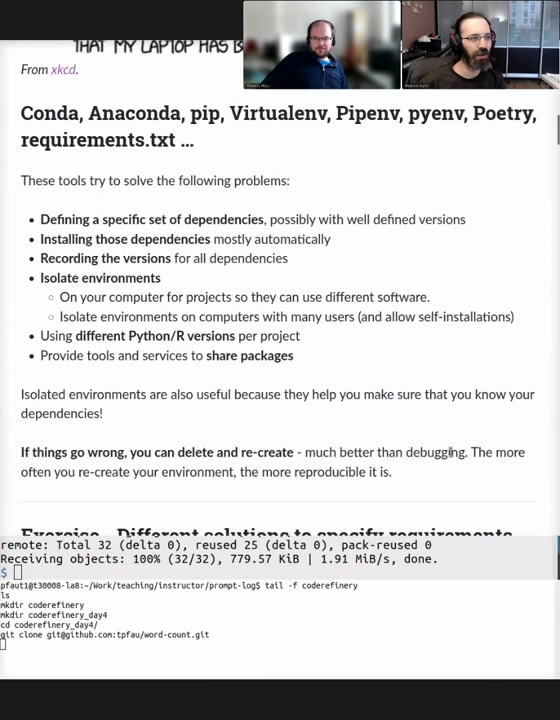 THAT MY LAPTOP HAS B
From xkcd.
Conda, Anaconda, pip, Virtualenv, Pipenv, pyenv, Poetry,
requirements.txt ...
These tools try to solve the following problems:
• Defining a specific set of dependencies, possibly with well defined versions
• Installing those dependencies mostly automatically
• Recording the versions for all dependencies
• Isolate environments
○ On your computer for projects so they can use different software.
○ Isolate environments on computers with many users (and allow self-installations)
• Using different Python/R versions per project
• Provide tools and services to share packages
Isolated environments are also useful because they help you make sure that you know your
dependencies!
If things go wrong, you can delete and re-create - much better than debugging. The more
often you re-create your environment, the more reproducible it is.
Exercise - Different solutions to specify requirements
remote: Total 32 (delta 0), reused 25 (delta 0), pack-reused 0
Receiving objects: 100% (32/32), 779.57 KiB | 1.91 MiB/s, done.
$
pfaut1@t30008-la8:~/Work/teaching/instructor/prompt-log$ tail -f coderefinery
ls
mkdir coderefinery
mkdir coderefinery_day4
cd coderefinery_day4/
git clone git@github.com:tpfau/word-count.git